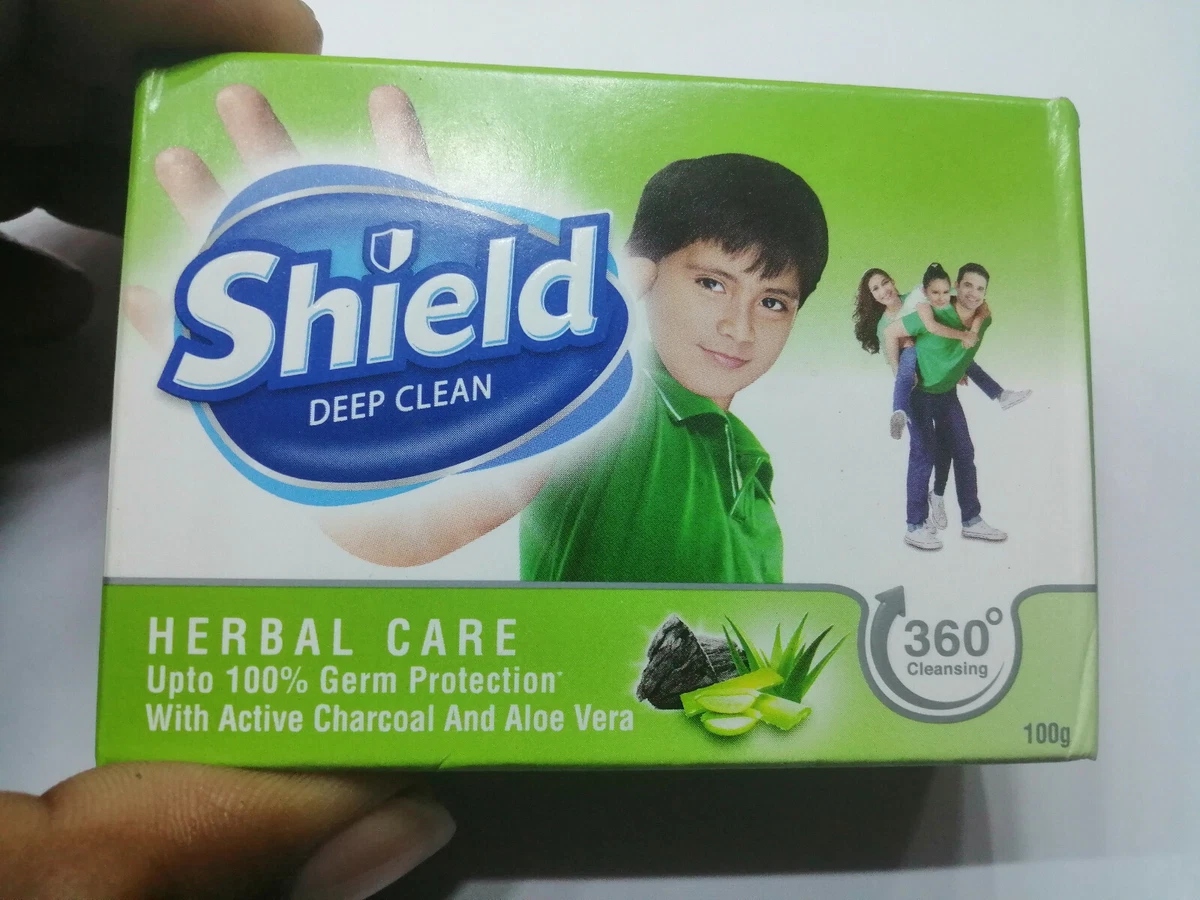 Shield
DEEP CLEAN
HERBAL CARE
Upto 100% Germ Protection*
With Active Charcoal And Aloe Vera
360°
Cleansing
100g